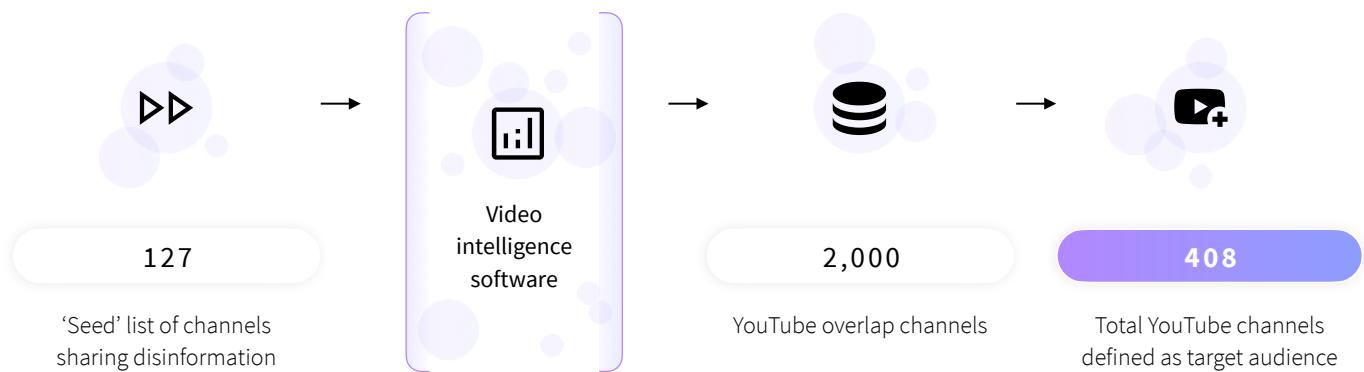 127
‘Seed’ list of channels
sharing disinformation
Video
intelligence
software
2,000
YouTube overlap channels
408
Total YouTube channels
defined as target audience